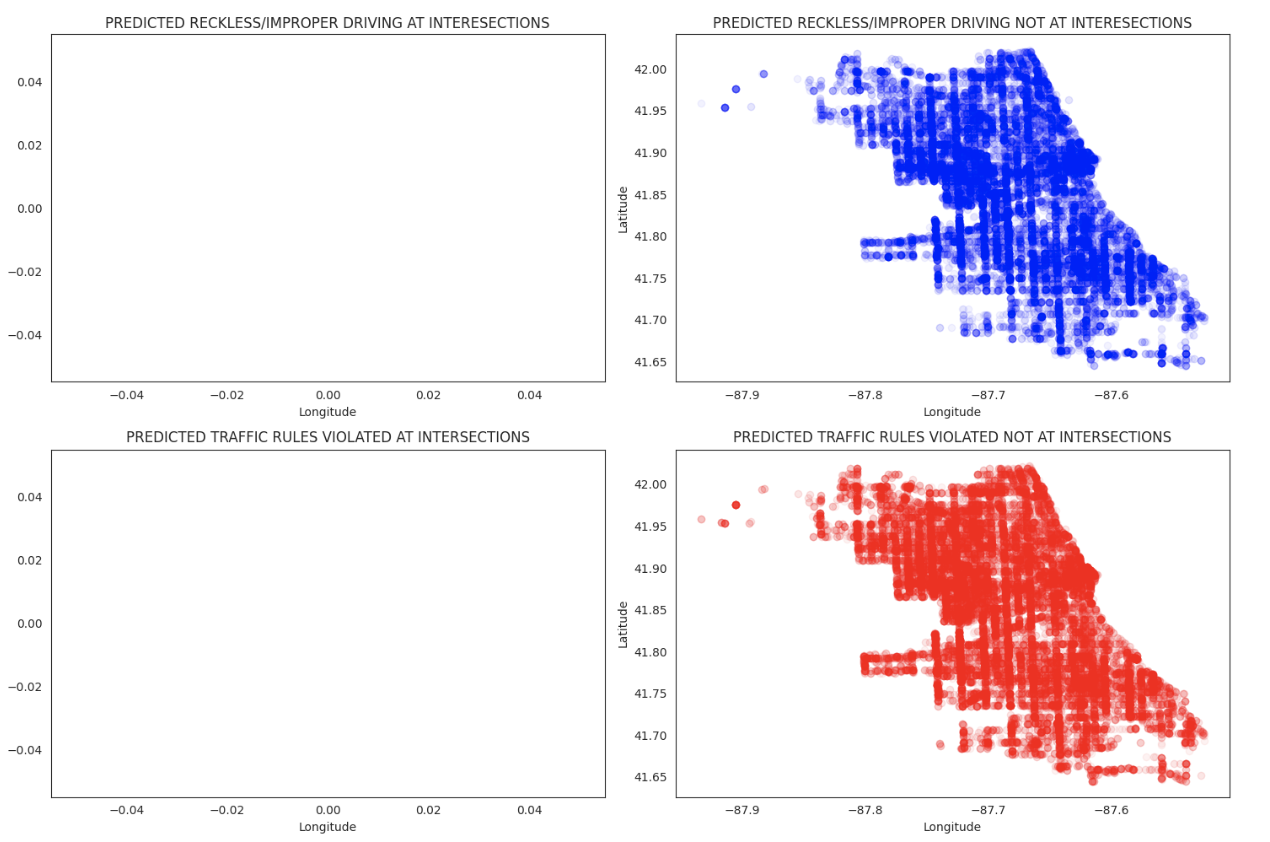 PREDICTED RECKLESS/IMPROPER DRIVING AT INTERESECTIONS
0.04
0.02
0.00
−0.02
−0.04
−0.04 −0.02 0.00 0.02 0.04
Longitude
PREDICTED RECKLESS/IMPROPER DRIVING NOT AT INTERESECTIONS
Latitude
42.00
41.95
41.90
41.85
41.80
41.75
41.70
41.65
−87.9 −87.8 −87.7 −87.6
Longitude
PREDICTED TRAFFIC RULES VIOLATED AT INTERSECTIONS
0.04
0.02
0.00
−0.02
−0.04
−0.04 −0.02 0.00 0.02 0.04
Longitude
PREDICTED TRAFFIC RULES VIOLATED NOT AT INTERSECTIONS
Latitude
42.00
41.95
41.90
41.85
41.80
41.75
41.70
41.65
−87.9 −87.8 −87.7 −87.6
Longitude